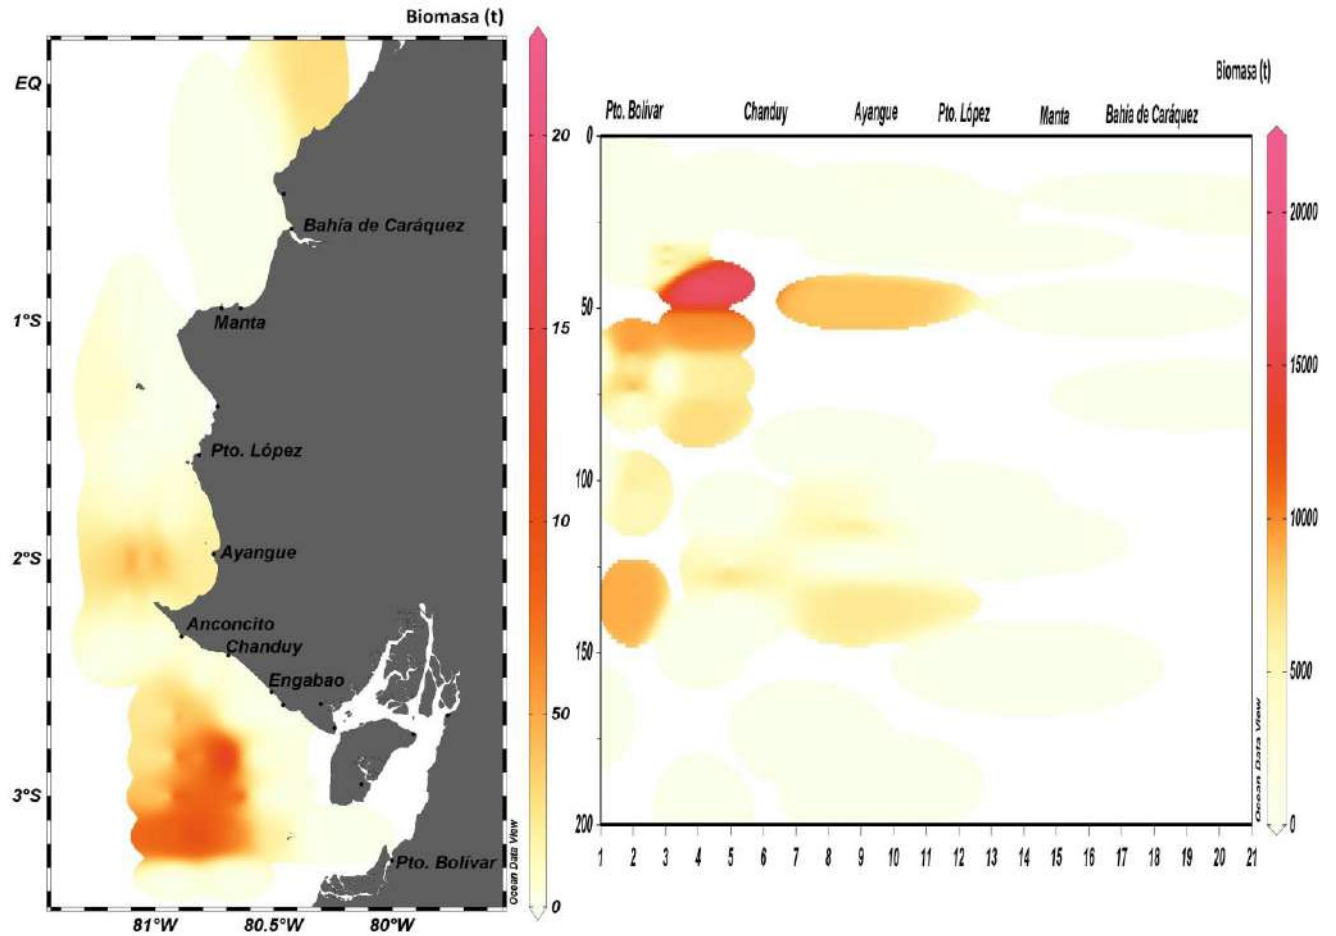 Biomasa (t)
EQ
1°S
2°S
3°S
81°W
80.5°W
80°W
Bahía de Caráquez
Manta
Pto. López
Ayangue
Anconcito
Chanduy
Engabao
Pto. Bolívar
Ocean Data View
20
15
10
50
0
Biomasa (t)
Pto. Bolívar Chanduy Ayangue Pto. López Manta Bahía de Caráquez
0
50
100
150
200
1 2 3 4 5 6 7 8 9 10 11 12 13 14 15 16 17 18 19 20 21
Ocean Data View
20000
15000
10000
5000
0